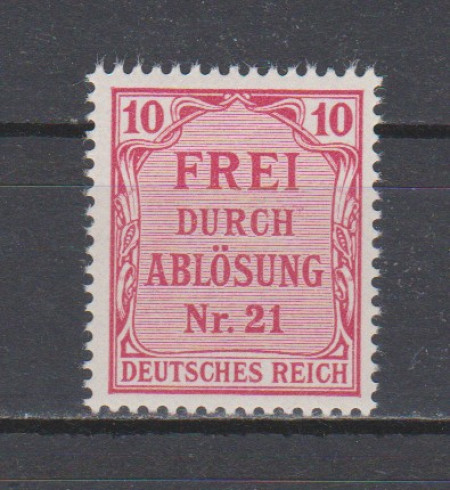 10 10
FREI
DURCH
ABLÖSUNG
Nr. 21
DEUTSCHES REICH